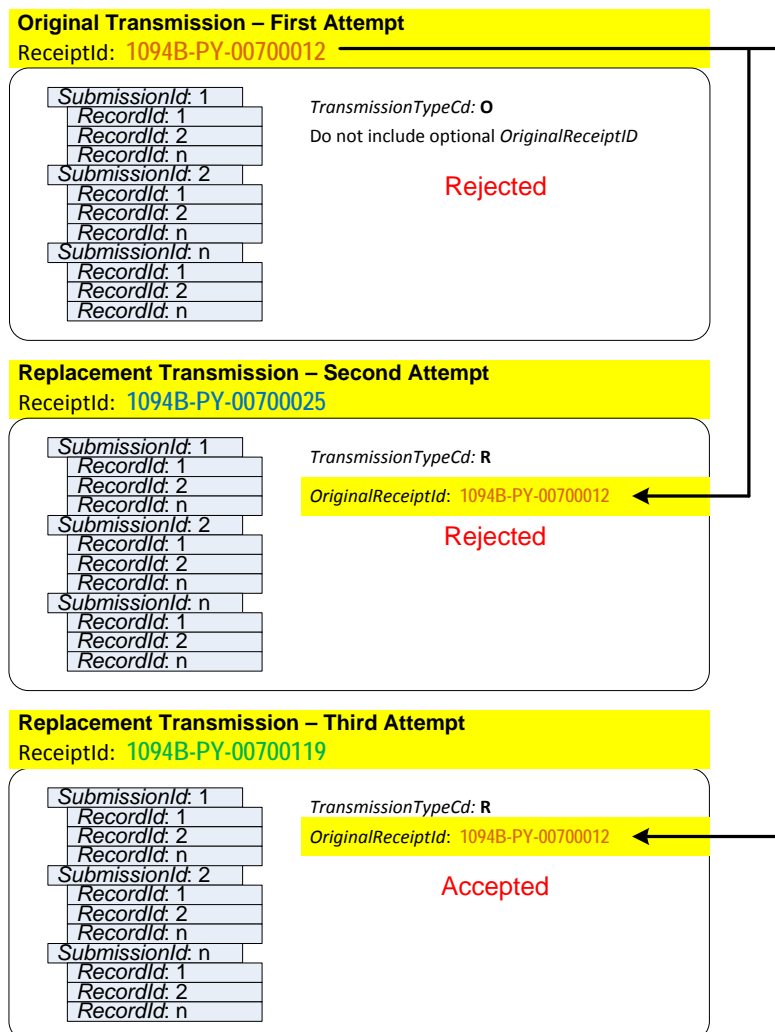 Original Transmission – First Attempt
ReceiptId: 1094B-PY-00700012
SubmissionId: 1
RecordId: 1
RecordId: 2
RecordId: n
SubmissionId: 2
RecordId: 1
RecordId: 2
RecordId: n
SubmissionId: n
RecordId: 1
RecordId: 2
RecordId: n
TransmissionTypeCd: O
Do not include optional OriginalReceiptID
Rejected
Replacement Transmission – Second Attempt
ReceiptId: 1094B-PY-00700025
SubmissionId: 1
RecordId: 1
RecordId: 2
RecordId: n
SubmissionId: 2
RecordId: 1
RecordId: 2
RecordId: n
SubmissionId: n
RecordId: 1
RecordId: 2
RecordId: n
TransmissionTypeCd: R
OriginalReceiptId: 1094B-PY-00700012
Rejected
Replacement Transmission – Third Attempt
ReceiptId: 1094B-PY-00700119
SubmissionId: 1
RecordId: 1
RecordId: 2
RecordId: n
SubmissionId: 2
RecordId: 1
RecordId: 2
RecordId: n
SubmissionId: n
RecordId: 1
RecordId: 2
RecordId: n
TransmissionTypeCd: R
OriginalReceiptId: 1094B-PY-00700012
Accepted